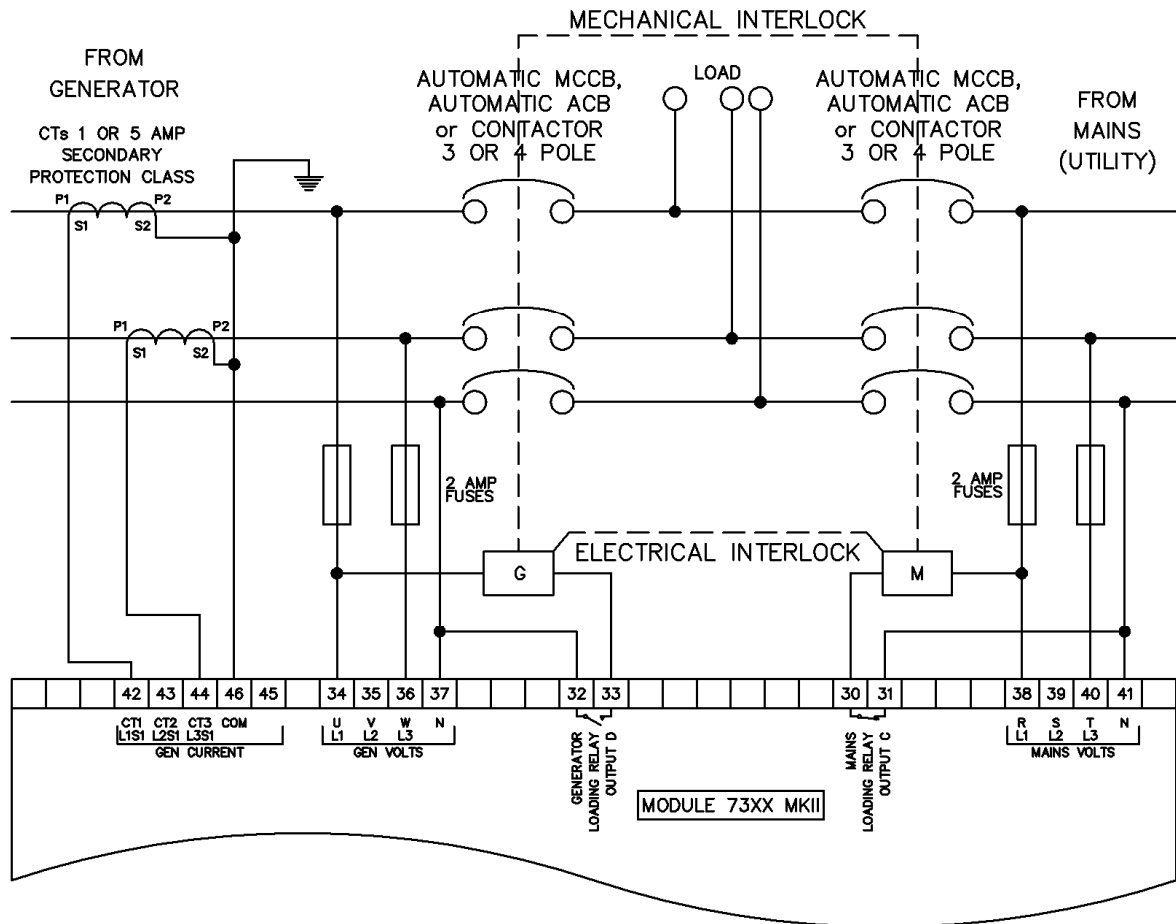 MECHANICAL INTERLOCK
FROM
GENERATOR
CTs 1 OR 5 AMP
SECONDARY
PROTECTION CLASS
AUTOMATIC MCCB,
AUTOMATIC ACB
or CONTACTOR
3 OR 4 POLE
LOAD
AUTOMATIC MCCB,
AUTOMATIC ACB
or CONTACTOR
3 OR 4 POLE
FROM
MAINS
(UTILITY)
P1 P2
S1 S2
P1 P2
S1 S2
2 AMP
FUSES
2 AMP
FUSES
ELECTRICAL INTERLOCK
G
M
42 43 44 46 45 34 35 36 37 32 33 30 31 38 39 40 41
CT1 CT2 CT3 COM
L1S1 L2S1 L3S1
GEN CURRENT
U V W N
L1 L2 L3
GEN VOLTS
GENERATOR
LOADING RELAY
OUTPUT D
MAINS
LOADING RELAY
OUTPUT C
R S T N
L1 L2 L3
MAINS VOLTS
MODULE 73XX MKII